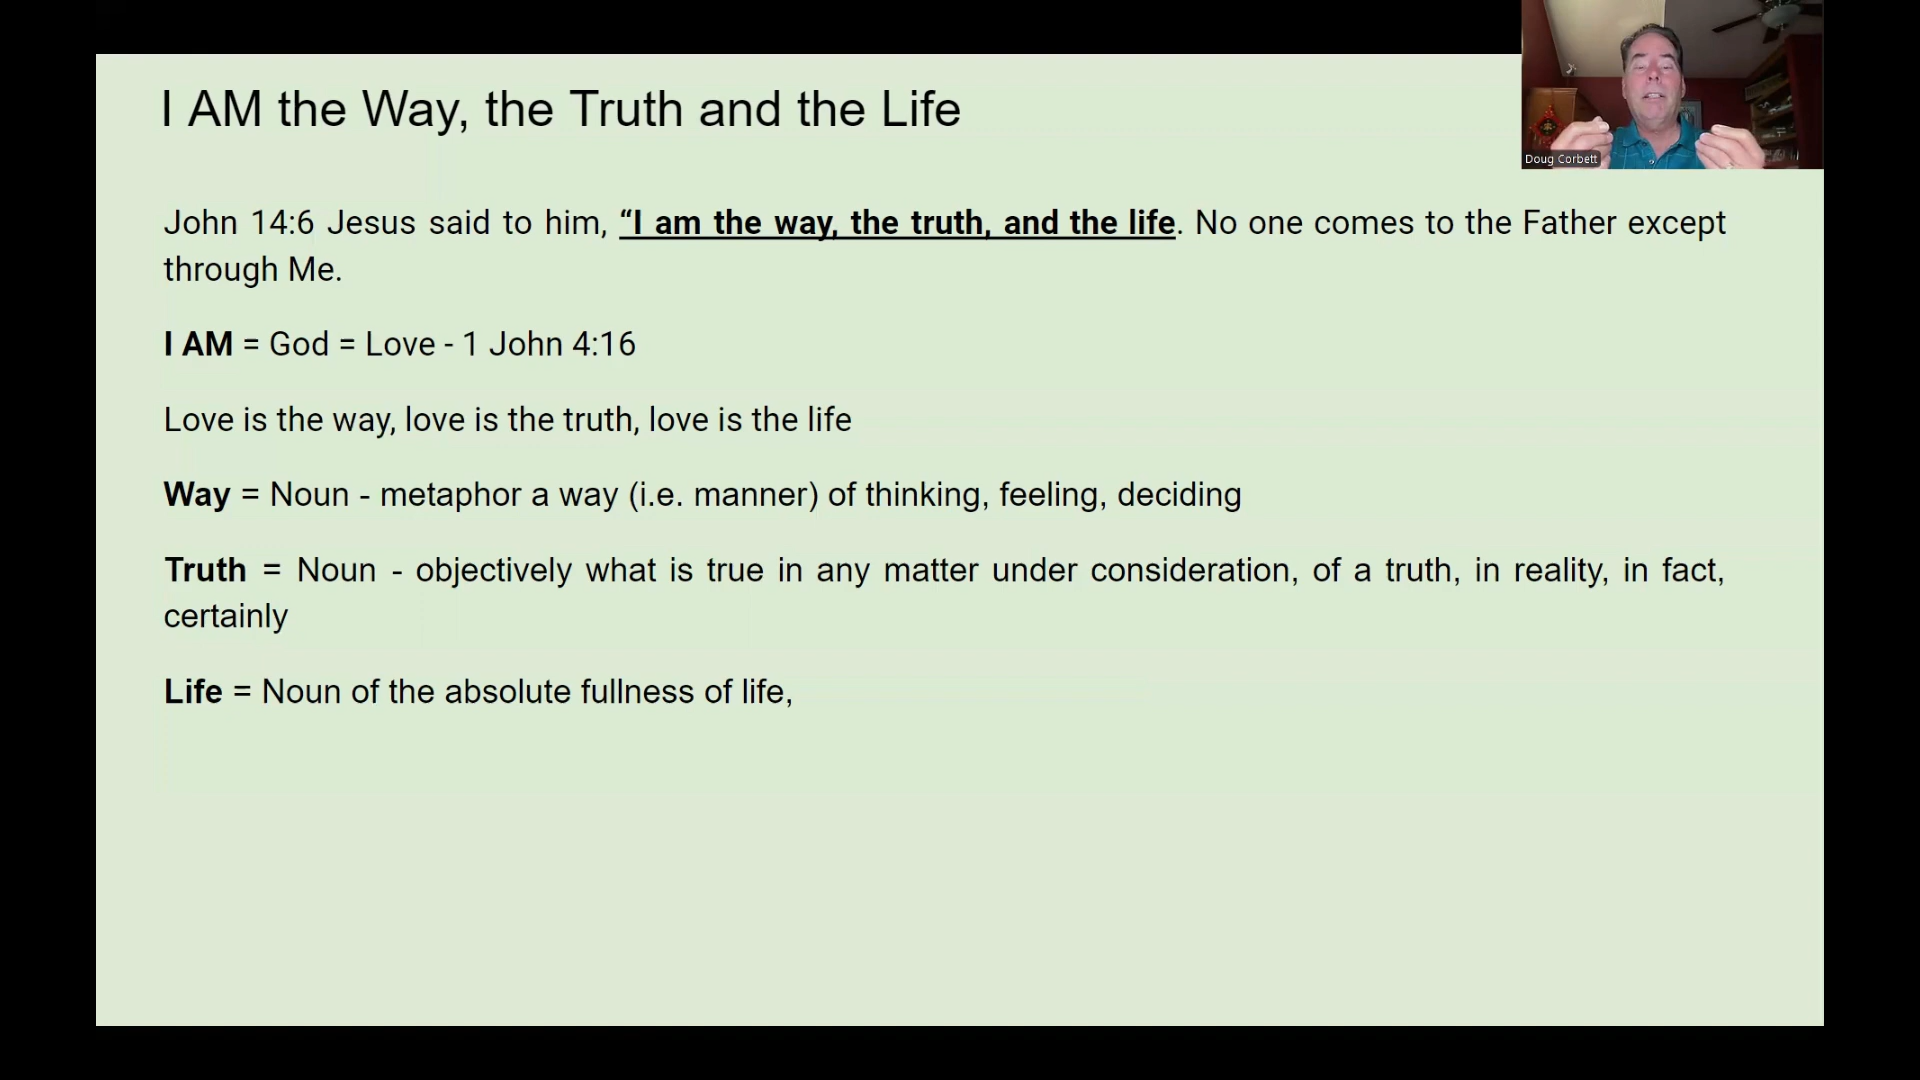 I AM the Way, the Truth and the Life
Doug Corbett
John 14:6 Jesus said to him, “I am the way, the truth, and the life. No one comes to the Father except
through Me.
I AM = God = Love - 1 John 4:16
Love is the way, love is the truth, love is the life
Way = Noun - metaphor a way (i.e. manner) of thinking, feeling, deciding
Truth = Noun - objectively what is true in any matter under consideration, of a truth, in reality, in fact,
certainly
Life = Noun of the absolute fullness of life,